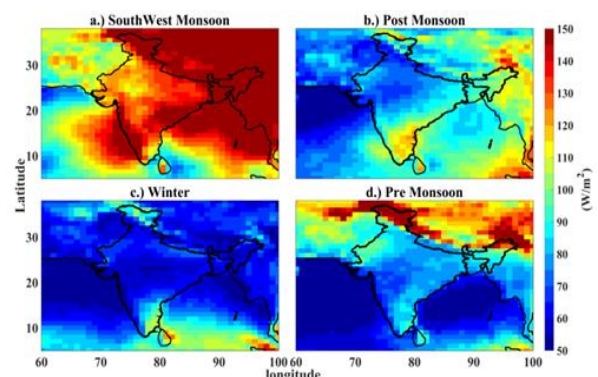 a.) SouthWest Monsoon
b.) Post Monsoon
30
20
10
c.) Winter
d.) Pre Monsoon
30
20
10
60 70 80 90 100 60 70 80 90 100
Latitude
longitude
150
140
130
120
110
100
90
80
70
60
50
(W/m²)